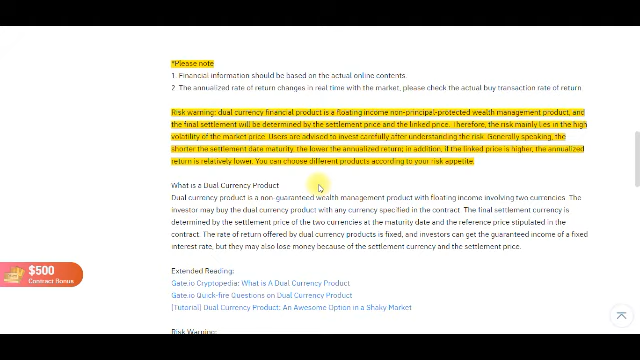 *Please note
1 Financial information should be based on the actual online contents.
2 The annualized rate of return changes in real time with the market, please check the actual buy transaction rate of return
Risk warning: dual currency financial product is a floating income non-principal-protected wealth management product, and
the final settlement will be determined by the settlement price and the linked price. Therefore, the risk mainly lies in the high
volatility of the market price. Users are advised to invest carefully after understanding the risk. Generally speaking, the
shorter the settlement date maturity, the lower the annualized return; in addition, if the linked price is higher, the annualized
return is relatively lower. You can choose different products according to your risk appetite.
What is a Dual Currency Product
Dual currency product is a non-guaranteed wealth management product with floating income involving two currencies. The
investor may buy the dual currency product with any currency specified in the contract. The final settlement currency is
determined by the settlement price of the two currencies at the maturity date and the reference price stipulated in the
contract. The rate of return offered by dual currency products is fixed, and investors can get the guaranteed income of a fixed
interest rate, but they may also lose money because of the settlement currency and the settlement price.
$500
Contract Bonus
Extended Reading:
Gate.io Cryptopedia: What is A Dual Currency Product
Gate.io Quick-fire Questions on Dual Currency Product
[Tutorial] Dual Currency Product: An Awesome Option in a Shaky Market
Risk Warning: